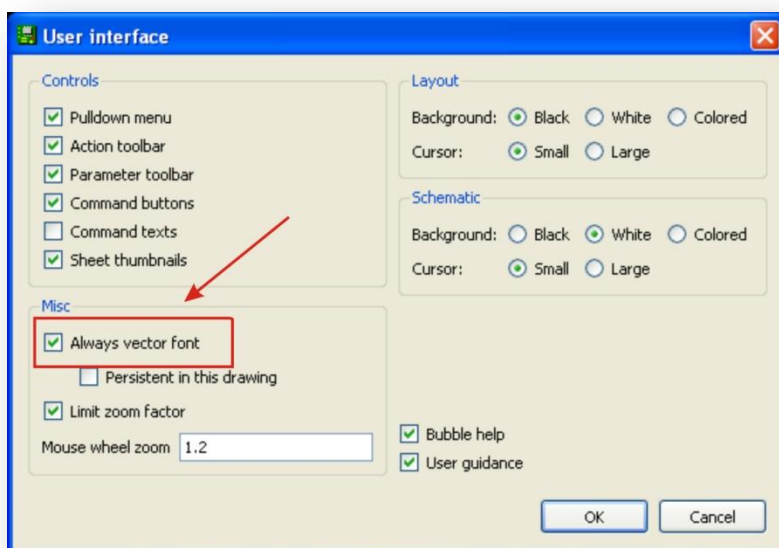 User interface
Controls
Pulldown menu
Action toolbar
Parameter toolbar
Command buttons
Command texts
Sheet thumbnails
Misc
Always vector font
Persistent in this drawing
Limit zoom factor
Mouse wheel zoom 1.2
Layout
Background: Black White Colored
Cursor: Small Large
Schematic
Background: Black White Colored
Cursor: Small Large
Bubble help
User guidance
OK Cancel